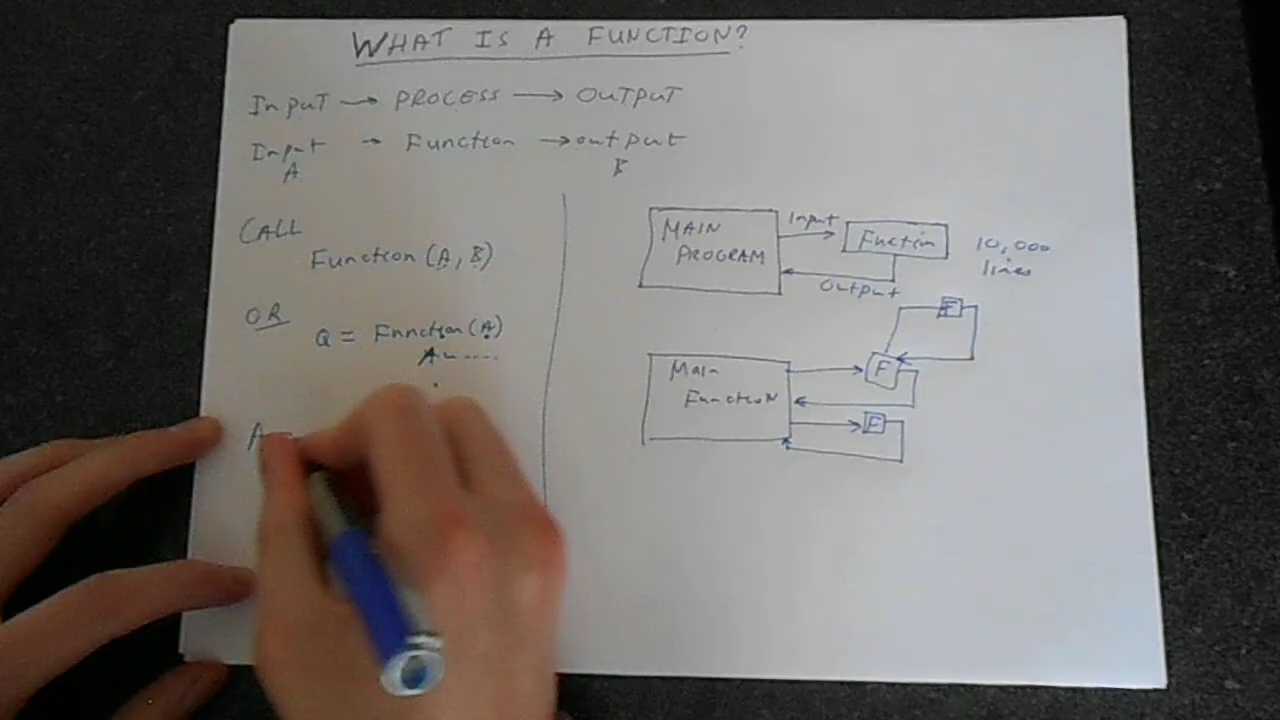 WHAT IS A FUNCTION?
InPUT → PROCESS → OUTPUT
Input → Function → output
A B
CALL
Function (A, B)
OR
Q = Function (A)
A
MAIN
PROGRAM
Input
Function
Output
10,000
lines
F
Main
FunctioN
F
F